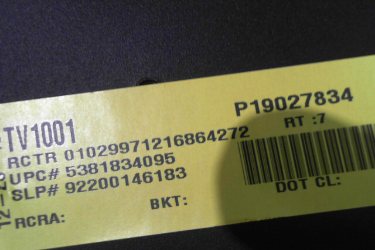 P19027834
TV1001
RT :7
RCTR 01029971216864272
UPC# 5381834095
SLP# 92200146183
DOT CL:
BKT:
RCRA: